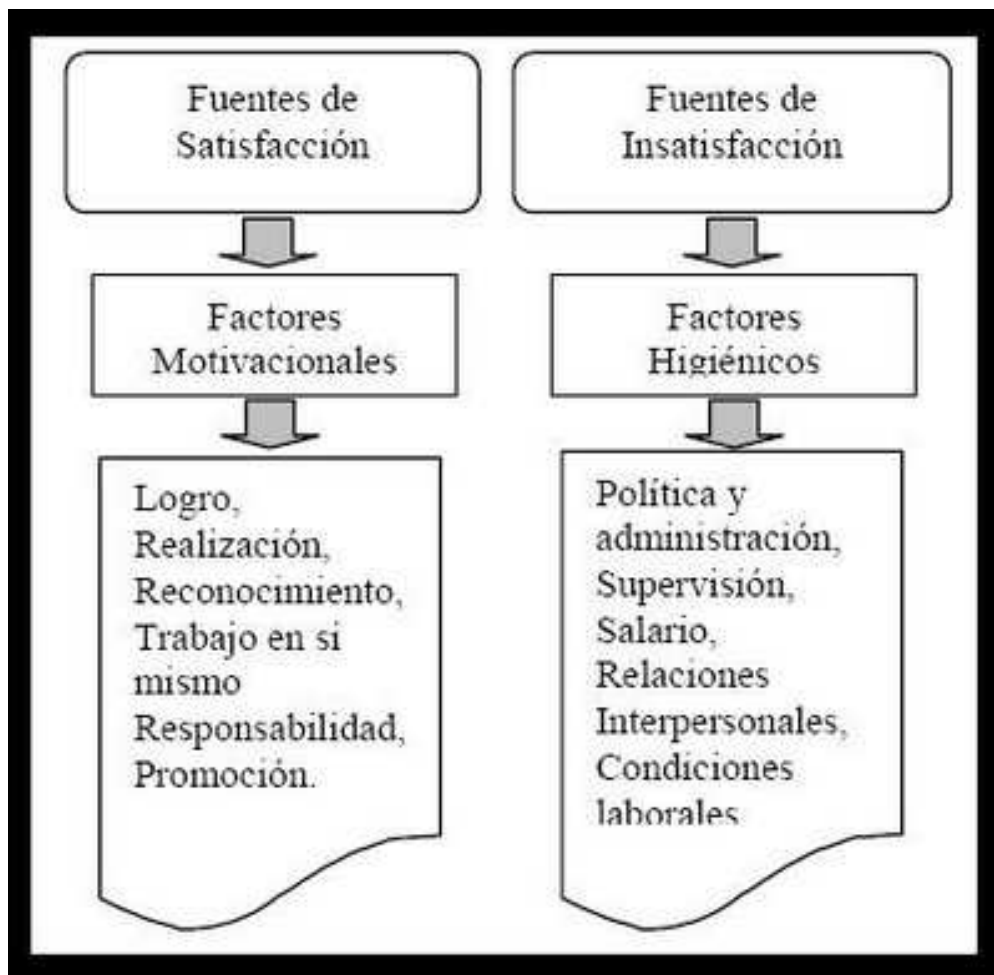 Fuentes de
Satisfacción
Factores
Motivacionales
Logro,
Realización,
Reconocimiento,
Trabajo en sí
mismo
Responsabilidad,
Promoción.
Fuentes de
Insatisfacción
Factores
Higiénicos
Política y
administración,
Supervisión,
Salario,
Relaciones
Interpersonales,
Condiciones
laborales